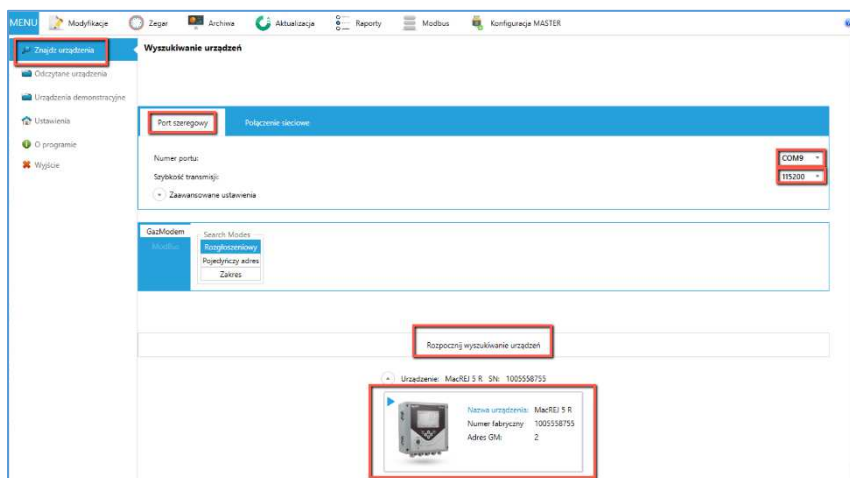 MENU Modyfikacje Zegar Archiwa Aktualizacja Raporty Modbus Konfiguracja MASTER
Znajdź urządzenia
Odczytane urządzenia
Urządzenia demonstracyjne
Ustawienia
O programie
Wyjście
Wyszukiwanie urządzeń
Port szeregowy Połączenie sieciowe
Numer portu: COM9
Szybkość transmisji: 115200
Zaawansowane ustawienia
GazModem
ModBus
Search Modes
Rozgłoszeniowy
Pojedyńczy adres
Zakres
Rozpocznij wyszukiwanie urządzeń
Urządzenie: MacREJ 5 R SN: 1005558755
Nazwa urządzenia: MacREJ 5 R
Numer fabryczny 1005558755
Adres GM: 2